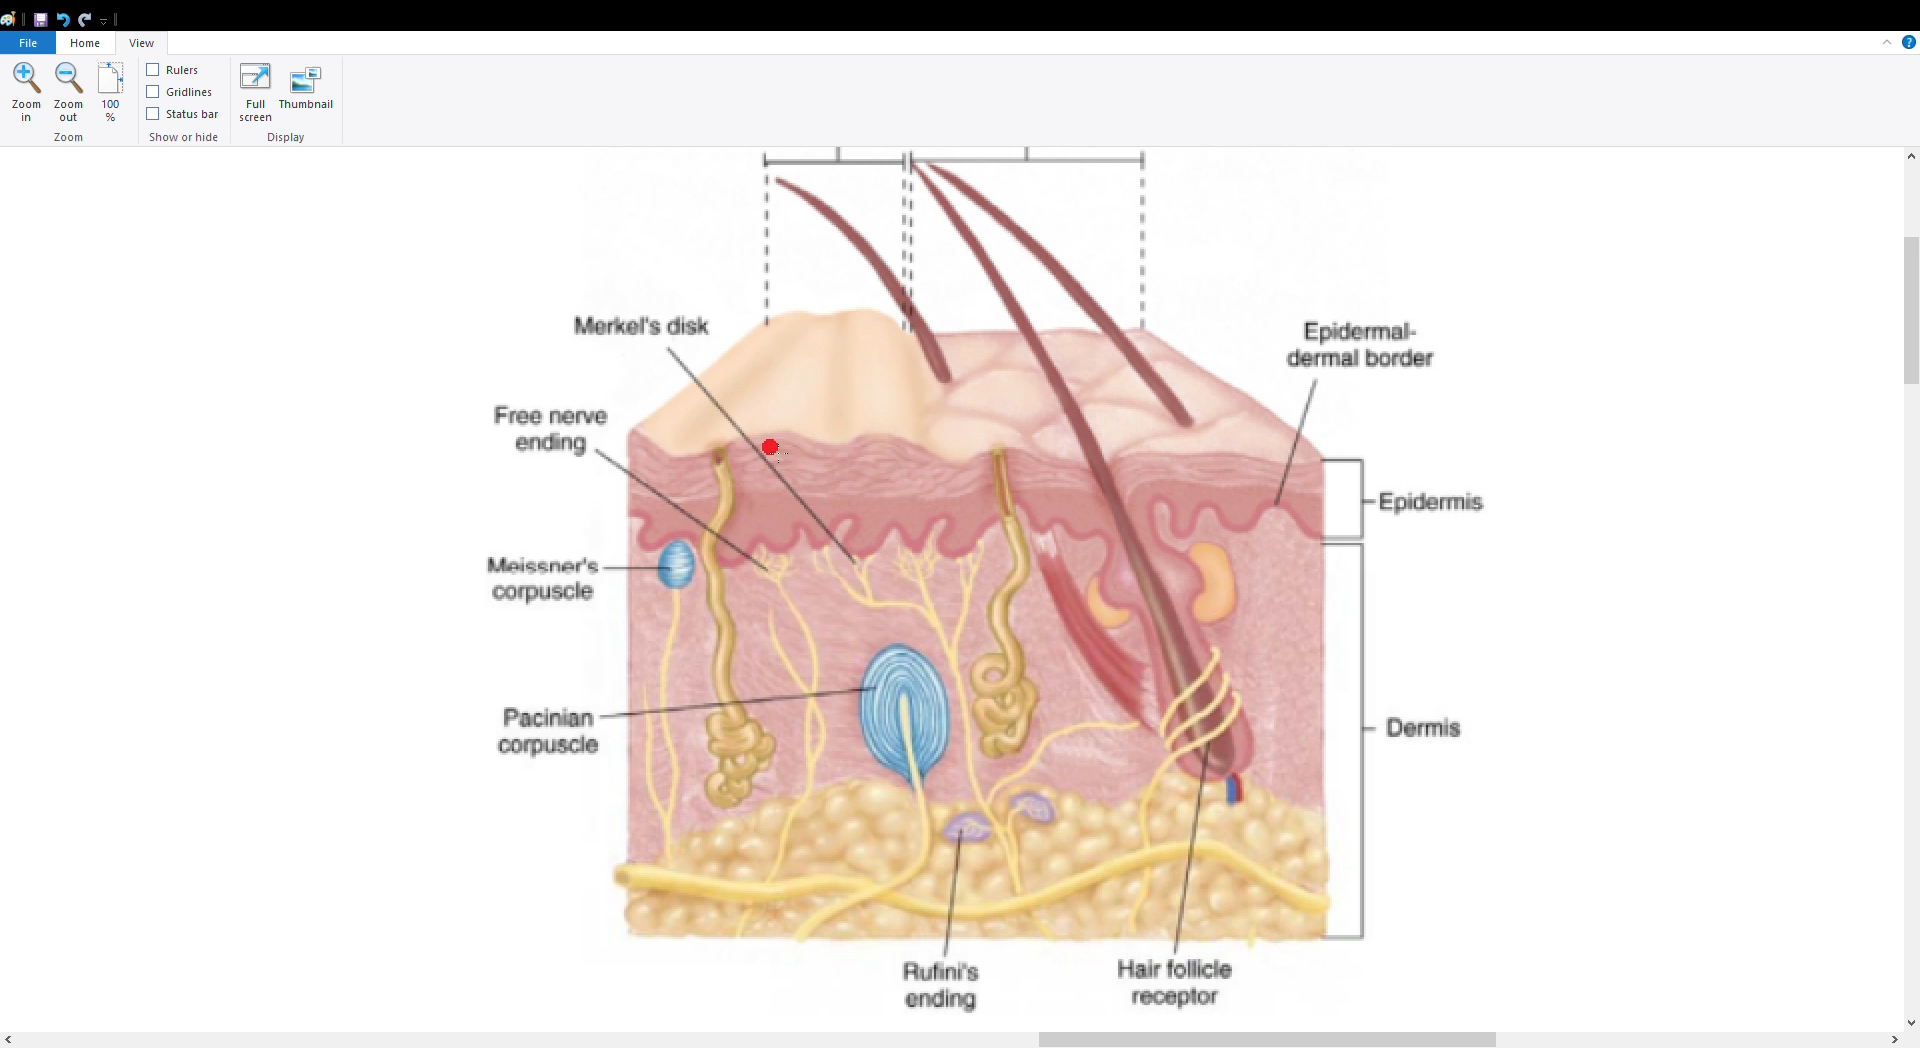 File
Home
View
Zoom
in
Zoom
out
100
%
Rulers
Gridlines
Status bar
Full
screen
Thumbnail
Zoom
Show or hide
Display
Merkel's disk
Epidermal-
dermal border
Free nerve
ending
Epidermis
Meissner's
corpuscle
Pacinian
corpuscle
Dermis
Rufini's
ending
Hair follicle
receptor